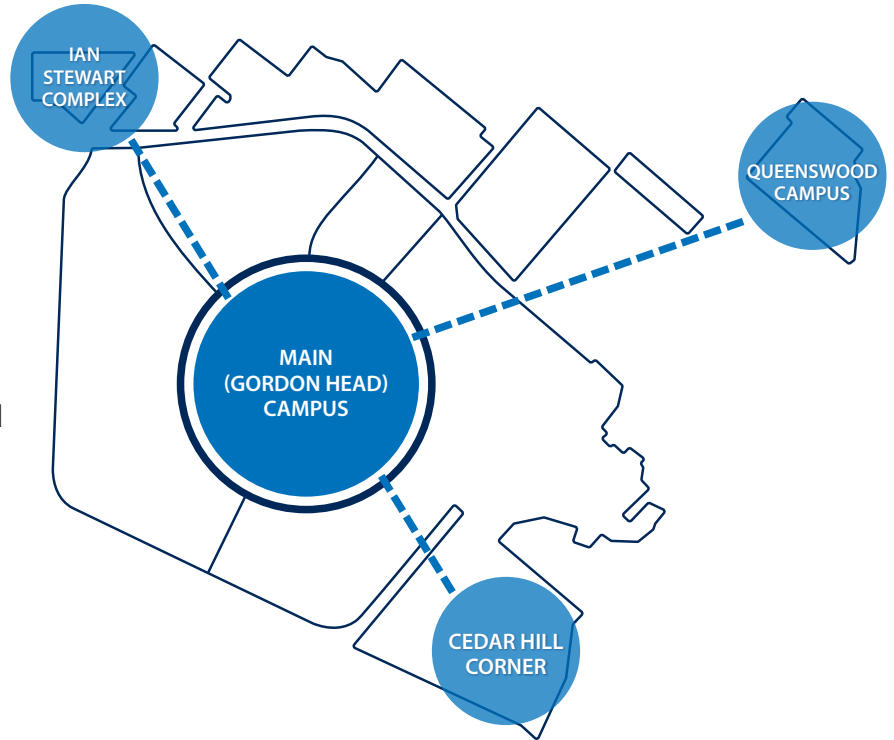 IAN
STEWART
COMPLEX
QUEENSWOOD
CAMPUS
MAIN
(GORDON HEAD)
CAMPUS
CEDAR HILL
CORNER